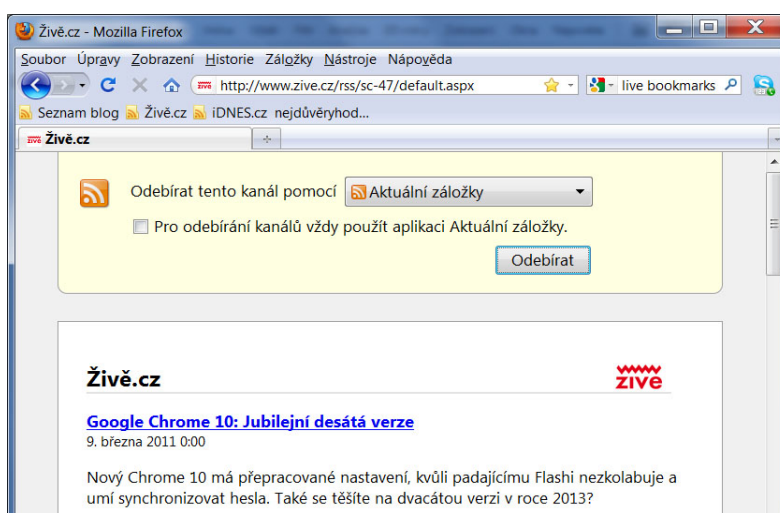 Živě.cz - Mozilla Firefox
Soubor Úpravy Zobrazení Historie Záložky Nástroje Nápověda
živě http://www.zive.cz/rss/sc-47/default.aspx live bookmarks
Seznam blog Živě.cz iDNES.cz nejdůvěryhod...
živě Živě.cz
Odebírat tento kanál pomocí Aktuální záložky
Pro odebírání kanálů vždy použít aplikaci Aktuální záložky.
Odebírat
Živě.cz živě
Google Chrome 10: Jubilejní desátá verze
9. března 2011 0:00
Nový Chrome 10 má přepracované nastavení, kvůli padajícímu Flashi nezkolabuje a
umí synchronizovat hesla. Také se těšíte na dvacátou verzi v roce 2013?